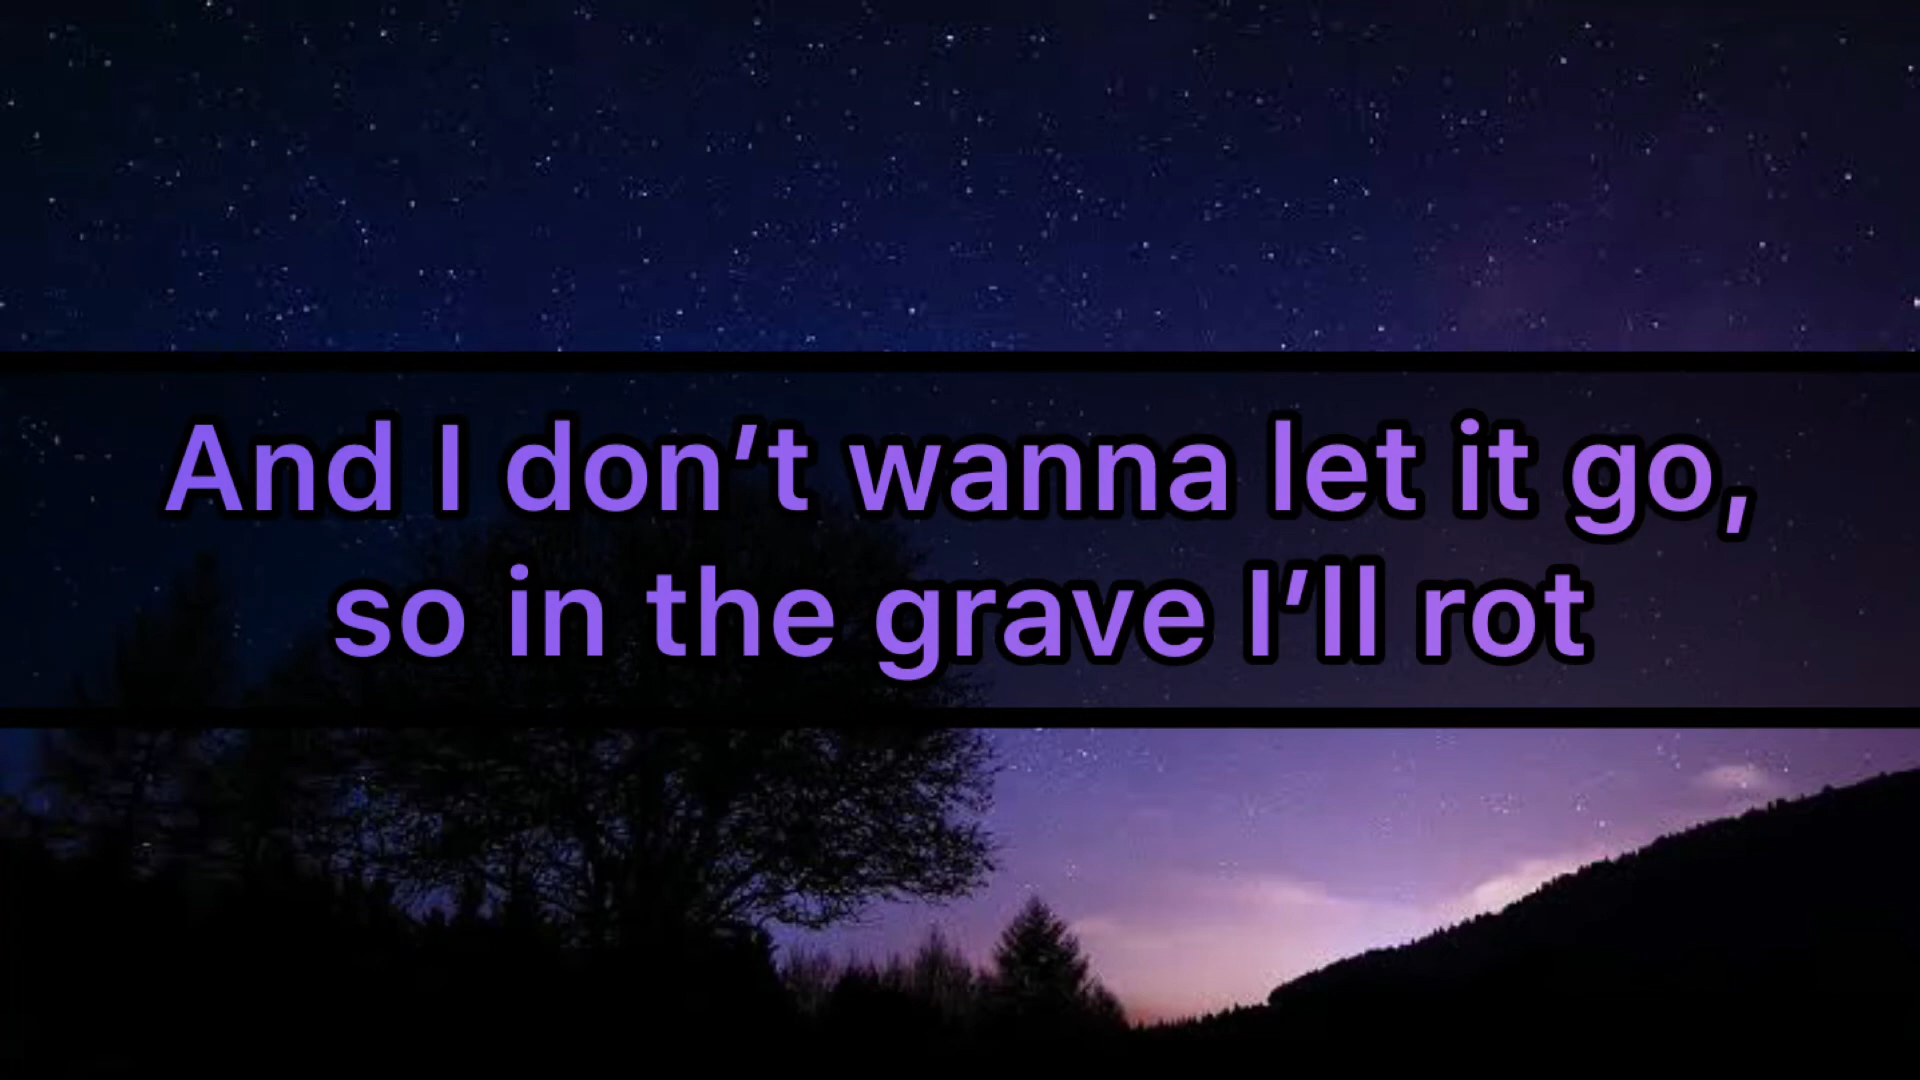 And I don’t wanna let it go,
so in the grave I’ll rot